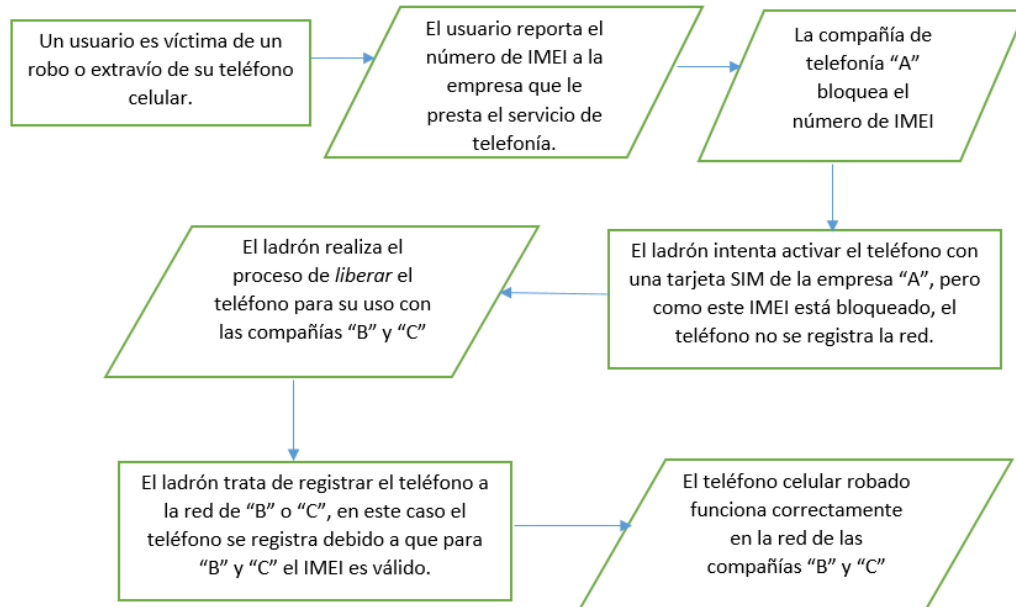 Un usuario es víctima de un
robo o extravío de su teléfono
celular.
El usuario reporta el
número de IMEI a la
empresa que le
presta el servicio de
telefonía.
La compañía de
telefonía “A”
bloquea el
número de IMEI
El ladrón intenta activar el teléfono con
una tarjeta SIM de la empresa “A”, pero
como este IMEI está bloqueado, el
teléfono no se registra la red.
El ladrón realiza el
proceso de liberar el
teléfono para su uso con
las compañías “B” y “C”
El ladrón trata de registrar el teléfono a
la red de “B” o “C”, en este caso el
teléfono se registra debido a que para
“B” y “C” el IMEI es válido.
El teléfono celular robado
funciona correctamente
en la red de las
compañías “B” y “C”